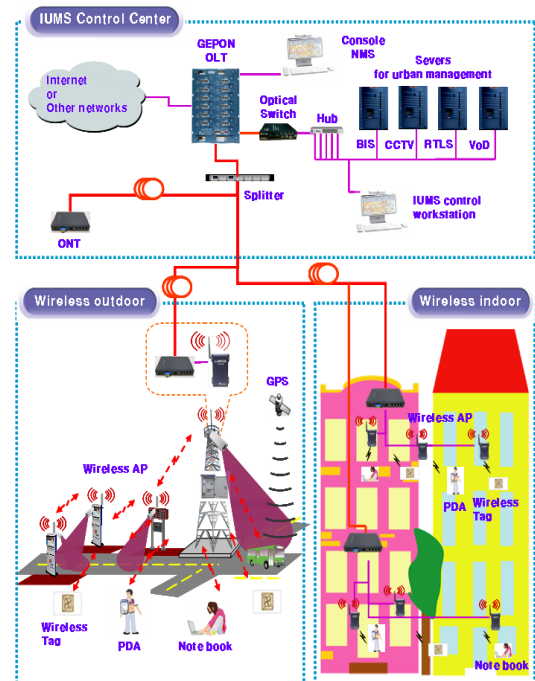 IUMS Control Center
GEPON
OLT
Console
NMS
Severs
for urban management
Internet
or
Other networks
Optical
Switch
Hub
BIS
CCTV
RTLS
VoD
Splitter
IUMS control
workstation
ONT
Wireless outdoor
Wireless indoor
GPS
Wireless AP
Wireless AP
PDA
Wireless
Tag
Wireless
Tag
PDA
Note book
Note book